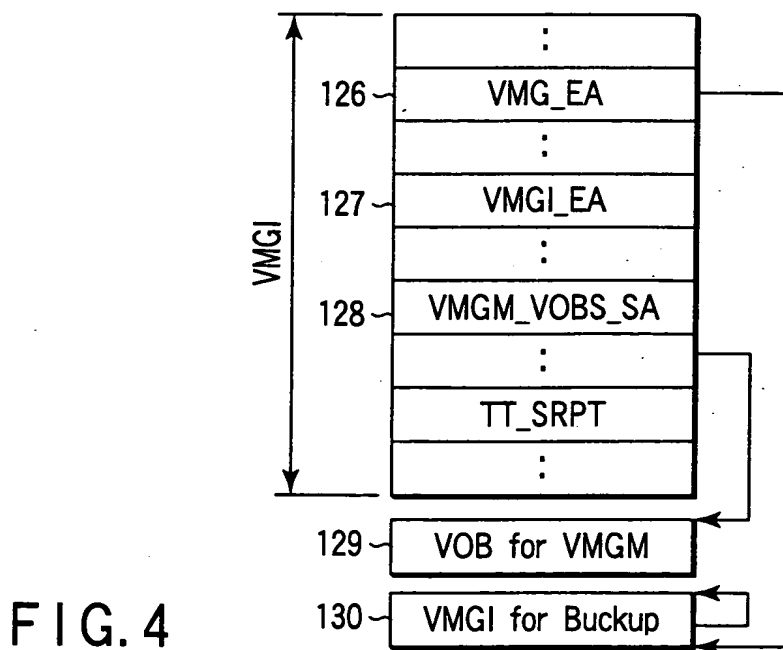 126 VMG_EA
127 VMGI_EA
VMGI
128 VMGM_VOBS_SA
TT_SRPT
129 VOB for VMGM
130 VMGI for Buckup
FIG. 4